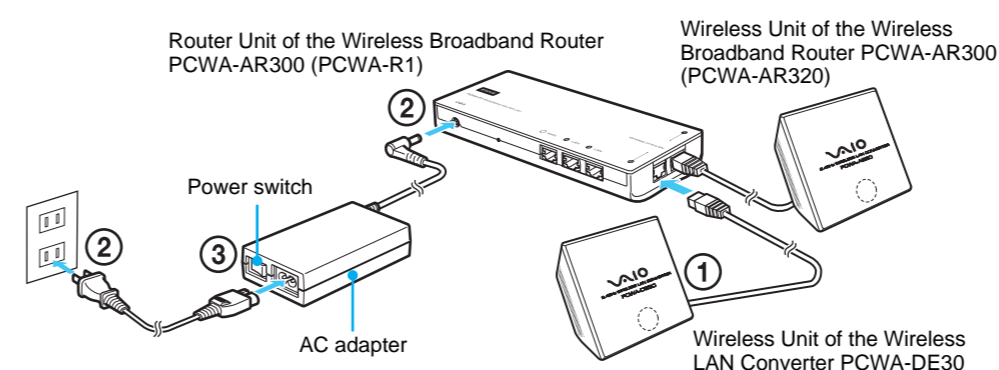 Router Unit of the Wireless Broadband Router
PCWA-AR300 (PCWA-R1)
Wireless Unit of the Wireless
Broadband Router PCWA-AR300
(PCWA-AR320)
②
Power switch
②
③
AC adapter
VAIO
VAIO
①
Wireless Unit of the Wireless
LAN Converter PCWA-DE30